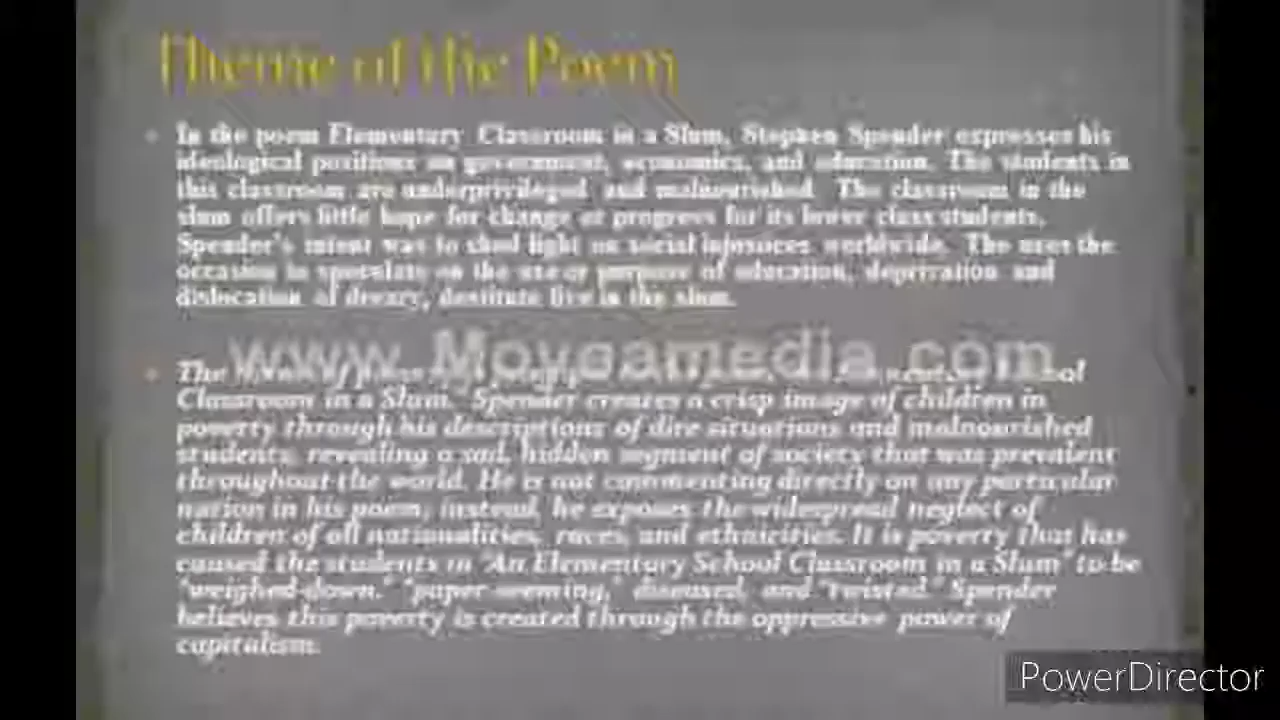 Theme of the Poem
In the poem Elementary Classroom in a Slum, Stephen Spender expresses his
ideological positions on government, economics, and education. The students in
this classroom are underprivileged and malnourished. The classroom in the
slum offers little hope for change or progress for its lower class students.
Spender's intent was to shed light on social injustices worldwide. The uses the
occasion to speculate on the use or purpose of education, deprivation and
dislocation of dreary, destitute live in the slum.
www. Moyeamedia.com
The
Classroom in a Slum." Spender creates a crisp image of children in
poverty through his descriptions of dire situations and malnourished
students, revealing a sad, hidden segment of society that was prevalent
throughout the world. He is not commenting directly on any particular
nation in his poem; instead, he exposes the widespread neglect of
children of all nationalities, races, and ethnicities. It is poverty that has
caused the students in "An Elementary School Classroom in a Slum" to be
"weighed-down," "paper-seeming," diseased, and "twisted." Spender
believes this poverty is created through the oppressive power of
capitalism.
PowerDirector